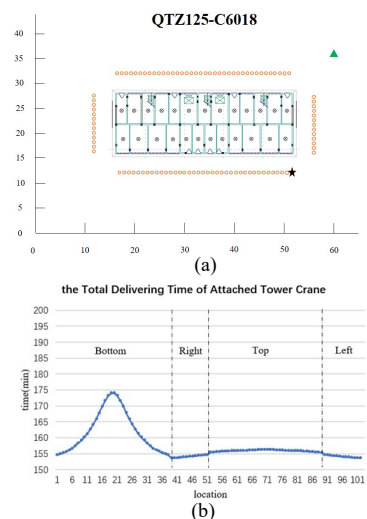 QTZ125-C6018
40
35
30
25
20
15
10
5
0
0 10 20 30 40 50 60
(a)
the Total Delivering Time of Attached Tower Crane
200
195
190
185
180
175
170
165
160
155
150
time(min)
Bottom Right Top Left
1 6 11 16 21 26 31 36 41 46 51 56 61 66 71 76 81 86 91 96 101
location
(b)